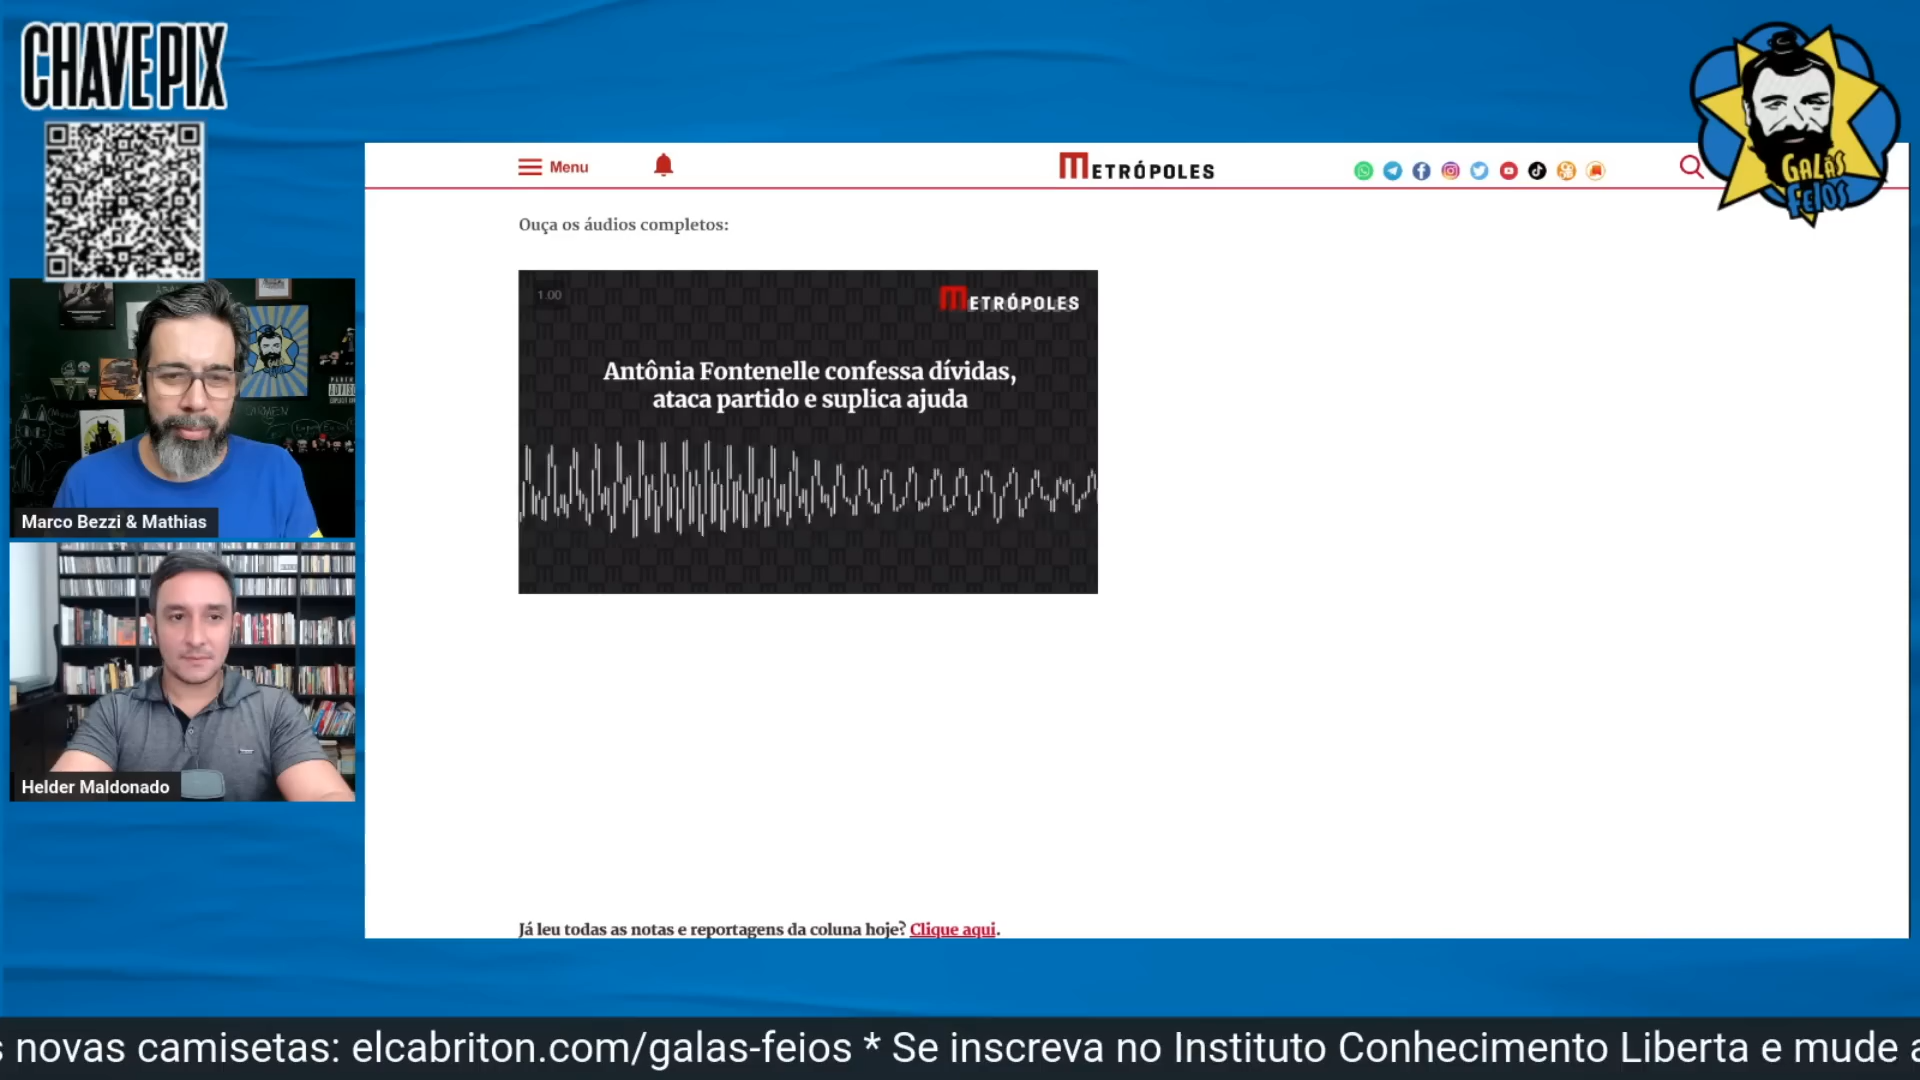 CHAVE PIX
Menu
METRÓPOLES
GALÃS
FEIOS
Ouça os áudios completos:
1.00
METRÓPOLES
Antônia Fontenelle confessa dívidas,
ataca partido e suplica ajuda
Marco Bezzi & Mathias
Helder Maldonado
Já leu todas as notas e reportagens da coluna hoje? Clique aqui.
s novas camisetas: elcabriton.com/galas-feios * Se inscreva no Instituto Conhecimento Liberta e mude a